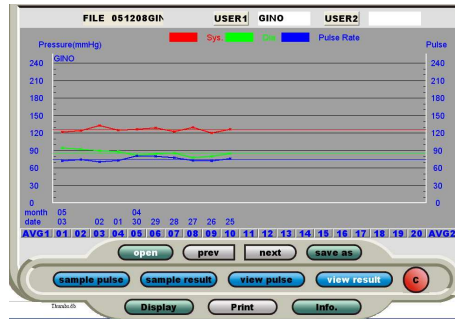 FILE 051208GIN USER1 GINO USER2
Sys. Dia. Pulse Rate
Pressure(mmHg) Pulse
GINO
240 240
210 210
180 180
150 150
120 120
90 90
60 60
30 30
0 0
month 05 04
date 03 02 01 30 29 28 27 26 25
AVG1 01 02 03 04 05 06 07 08 09 10 11 12 13 14 15 16 17 18 19 20 AVG2
open prev next save as
sample pulse sample result view pulse view result C
Display Print Info.